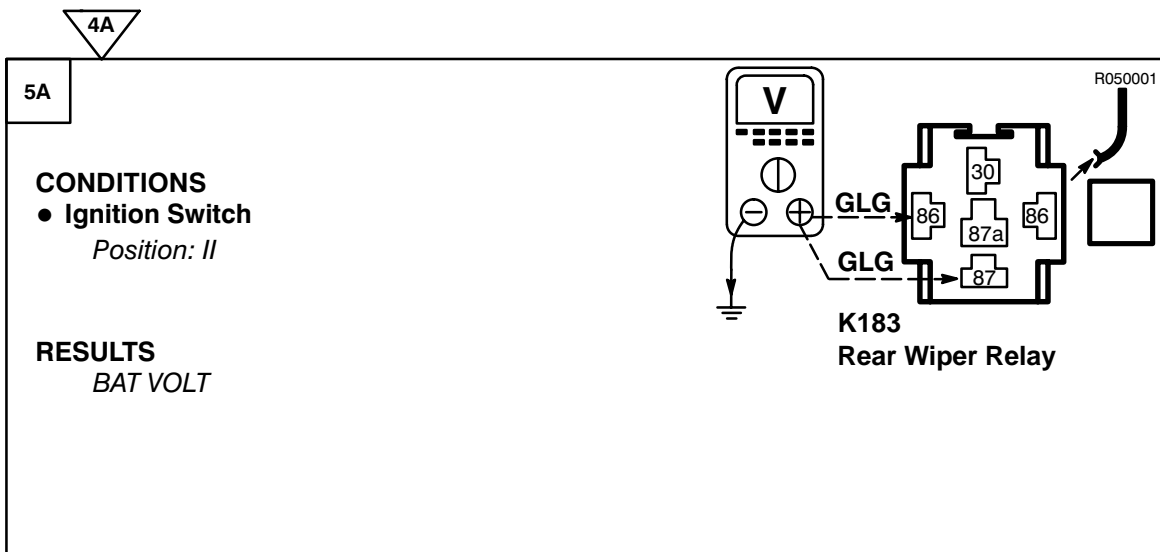 4A
5A
R050001
V
CONDITIONS
● Ignition Switch
Position: II
RESULTS
BAT VOLT
GLG
GLG
30
86
86
87a
87
K183
Rear Wiper Relay